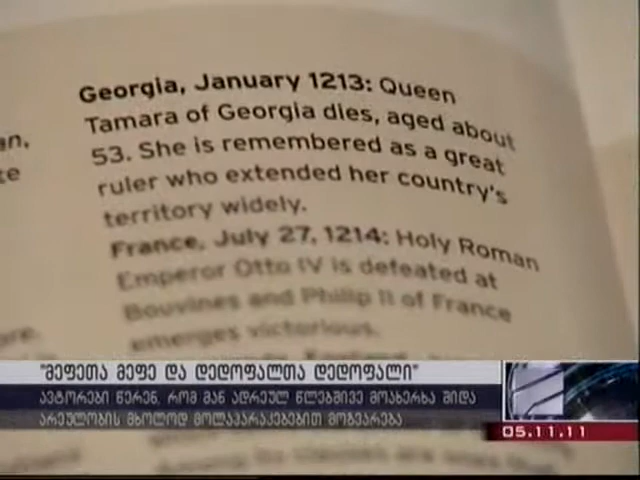 Georgia, January 1213: Queen
Tamara of Georgia dies, aged about
53. She is remembered as a great
ruler who extended her country's
territory widely.
France, July 27, 1214: Holy Roman
Emperor Otto IV is defeated at
Bouvines and Philip II of France
emerges victorious.
"მეფეთა მეფე და დედოფალთა დედოფალი"
ავტორები წერენ, რომ მან ადრეულ წლებშივე მოახერხა შიდა
არეულობის მხოლოდ მოლაპარაკებებით მოგვარება
05.11.11